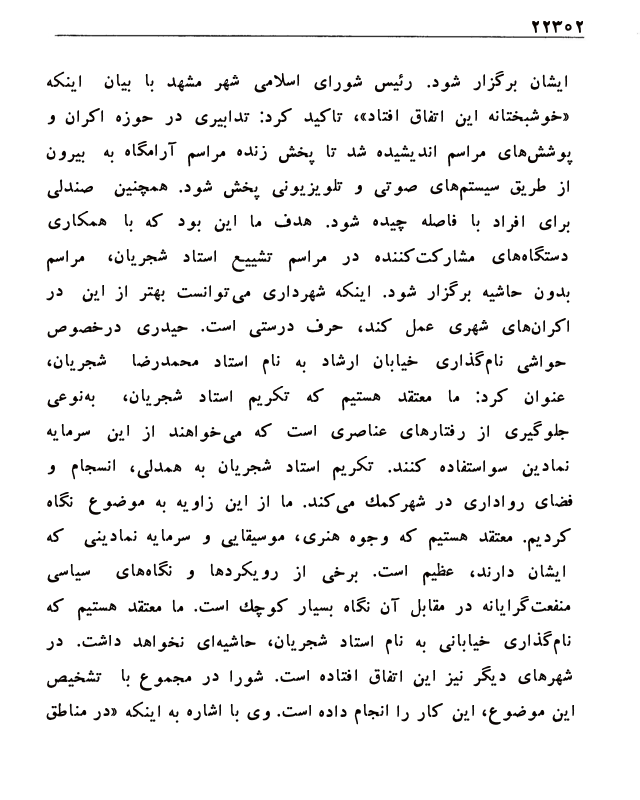 ۲۲۳۰۲
ایشان برگزار شود. رئیس شورای اسلامی شهر مشهد با بیان اینکه
«خوشبختانه این اتفاق افتاد»، تاکید کرد: تدابیری در حوزه اکران و
پوشش‌های مراسم اندیشیده شد تا پخش زنده مراسم آرامگاه به بیرون
از طریق سیستم‌های صوتی و تلویزیونی پخش شود. همچنین صندلی
برای افراد با فاصله چیده شود. هدف ما این بود که با همکاری
دستگاه‌های مشارکت‌کننده در مراسم تشییع استاد شجریان، مراسم
بدون حاشیه برگزار شود. اینکه شهرداری می‌توانست بهتر از این در
اکران‌های شهری عمل کند، حرف درستی است. حیدری درخصوص
حواشی نام‌گذاری خیابان ارشاد به نام استاد محمدرضا شجریان،
عنوان کرد: ما معتقد هستیم که تکریم استاد شجریان، به‌نوعی
جلوگیری از رفتارهای عناصری است که می‌خواهند از این سرمایه
نمادین سواستفاده کنند. تکریم استاد شجریان به همدلی، انسجام و
فضای رواداری در شهرکمك می‌کند. ما از این زاویه به موضوع نگاه
کردیم. معتقد هستیم که وجوه هنری، موسیقایی و سرمایه نمادینی که
ایشان دارند، عظیم است. برخی از رویکردها و نگاه‌های سیاسی
منفعت‌گرایانه در مقابل آن نگاه بسیار کوچك است. ما معتقد هستیم که
نام‌گذاری خیابانی به نام استاد شجریان، حاشیه‌ای نخواهد داشت. در
شهرهای دیگر نیز این اتفاق افتاده است. شورا در مجموع با تشخیص
این موضوع، این کار را انجام داده است. وی با اشاره به اینکه «در مناطق